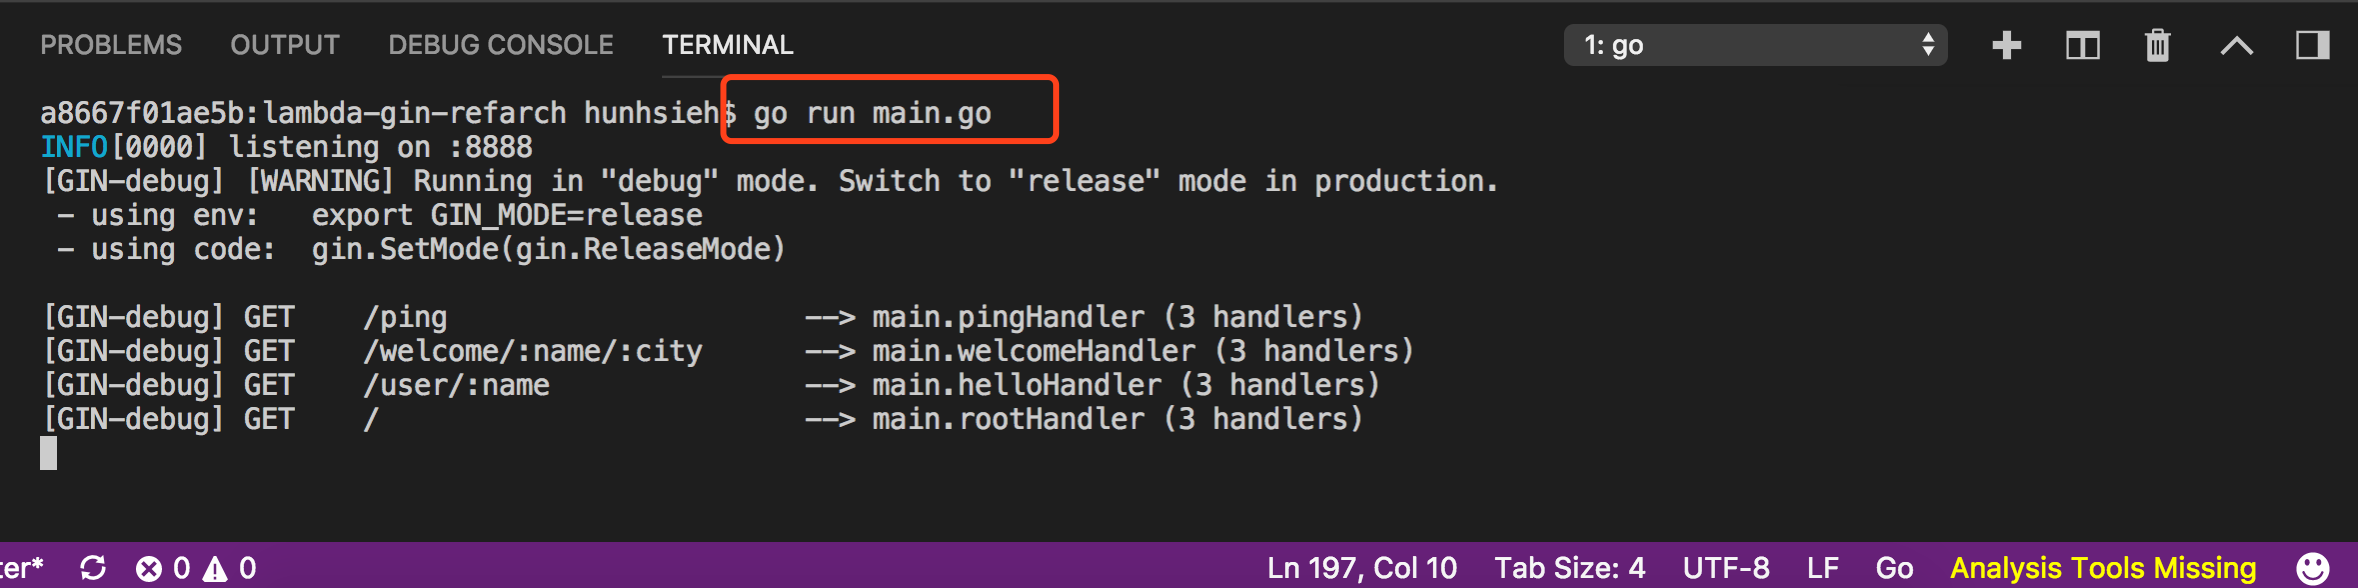 PROBLEMS OUTPUT DEBUG CONSOLE TERMINAL 1: go
a8667f01ae5b:lambda-gin-refarch hunhsieh$ go run main.go
INFO[0000] listening on :8888
[GIN-debug] [WARNING] Running in "debug" mode. Switch to "release" mode in production.
- using env: export GIN_MODE=release
- using code: gin.SetMode(gin.ReleaseMode)
[GIN-debug] GET /ping --> main.pingHandler (3 handlers)
[GIN-debug] GET /welcome/:name/:city --> main.welcomeHandler (3 handlers)
[GIN-debug] GET /user/:name --> main.helloHandler (3 handlers)
[GIN-debug] GET / --> main.rootHandler (3 handlers)
ter* 0 0 Ln 197, Col 10 Tab Size: 4 UTF-8 LF Go Analysis Tools Missing